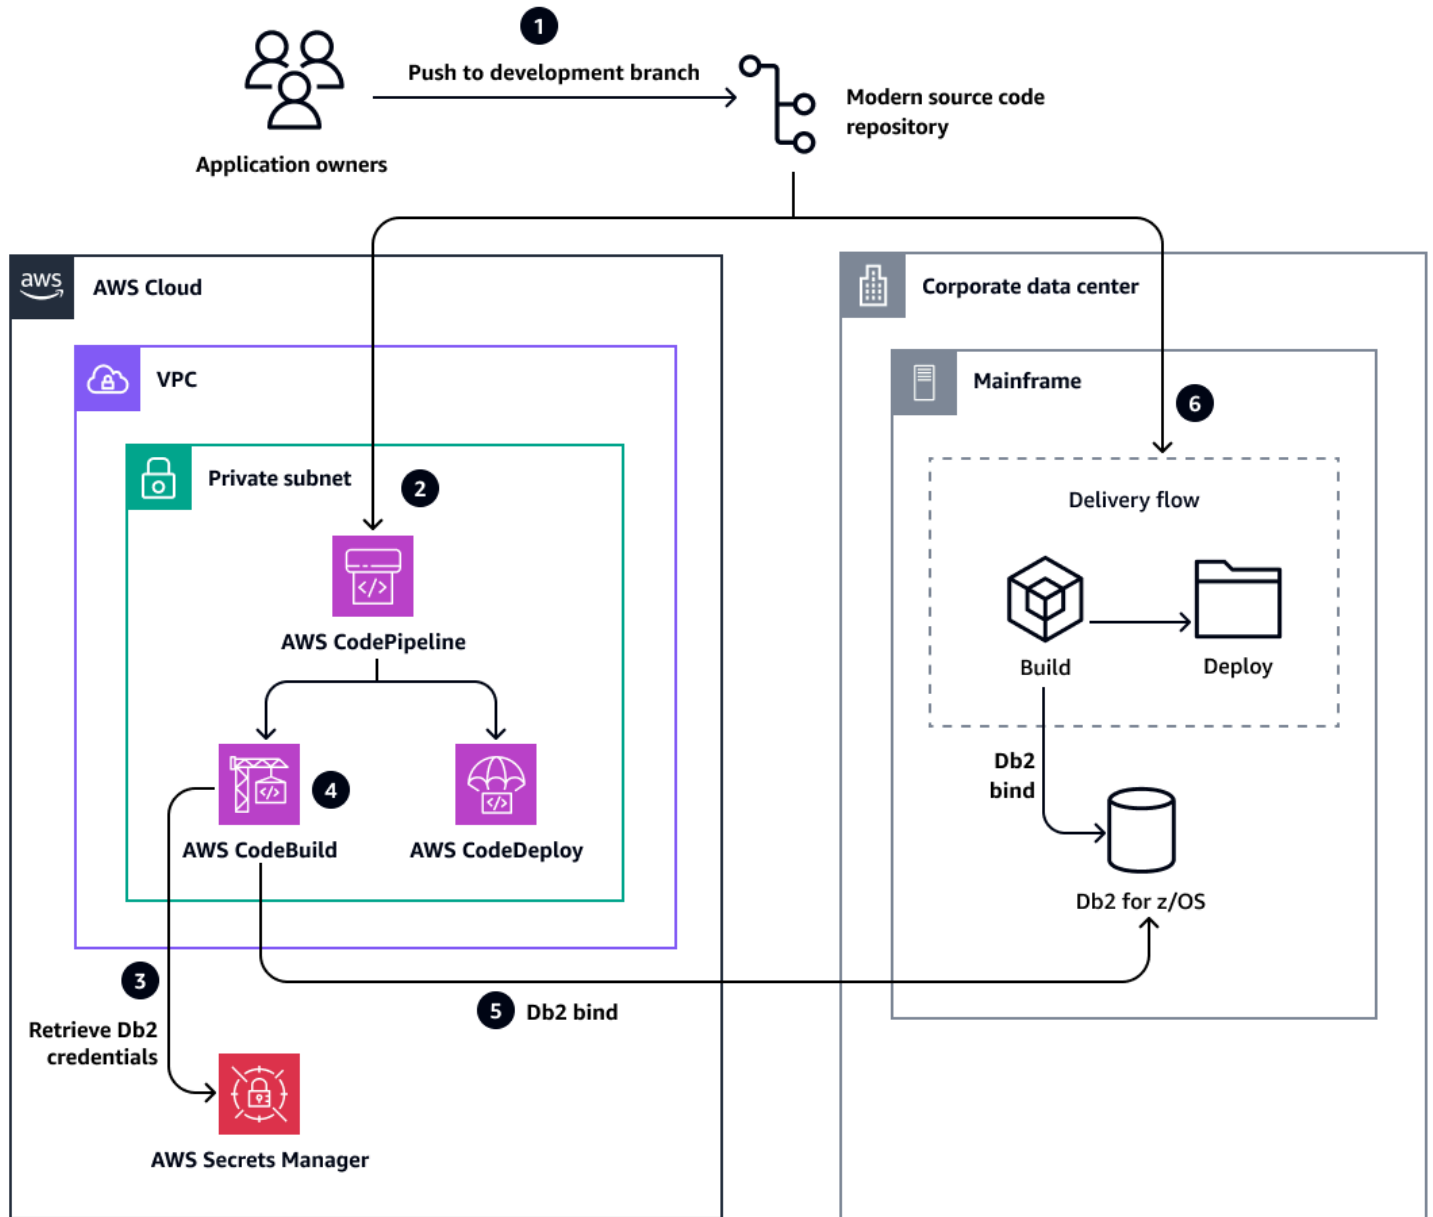 1
Push to development branch
Modern source code
repository
Application owners
aws
AWS Cloud
Corporate data center
VPC
Mainframe
6
Private subnet
2
Delivery flow
</>
AWS CodePipeline
Build
Deploy
</>
4
</>
Db2
bind
AWS CodeBuild
AWS CodeDeploy
Db2 for z/OS
3
Retrieve Db2
credentials
5
Db2 bind
AWS Secrets Manager